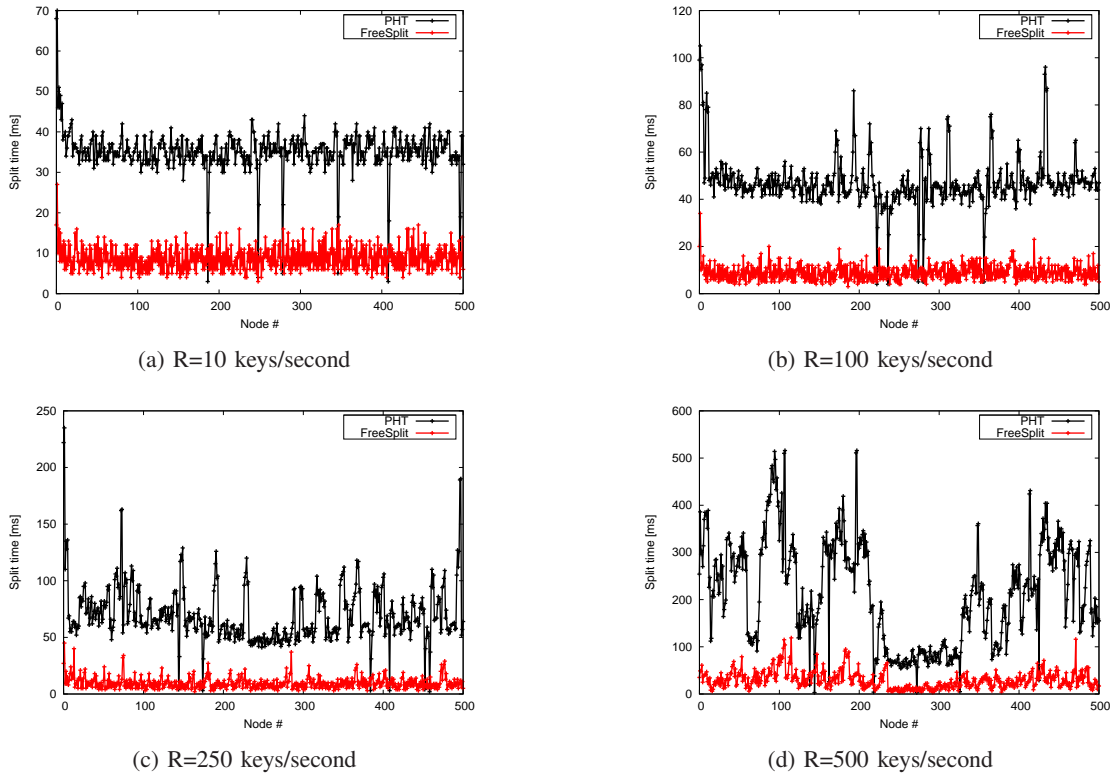 70
60
50
40
30
20
10
0
Split time [ms]
PHT
FreeSplit
0 100 200 300 400 500
Node #
(a) R=10 keys/second
120
100
80
60
40
20
0
Split time [ms]
PHT
FreeSplit
0 100 200 300 400 500
Node #
(b) R=100 keys/second
250
200
150
100
50
0
Split time [ms]
PHT
FreeSplit
0 100 200 300 400 500
Node #
(c) R=250 keys/second
600
500
400
300
200
100
0
Split time [ms]
PHT
FreeSplit
0 100 200 300 400 500
Node #
(d) R=500 keys/second